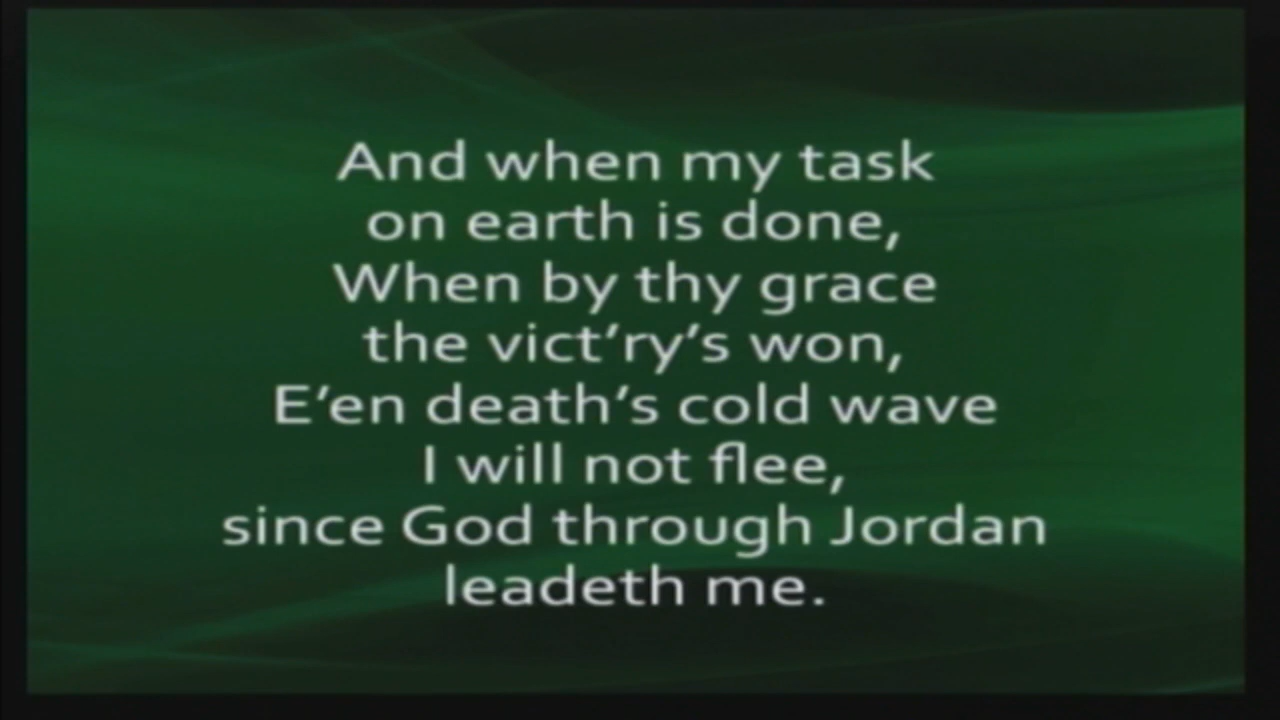 And when my task
on earth is done,
When by thy grace
the vict’ry’s won,
E’en death’s cold wave
I will not flee,
since God through Jordan
leadeth me.